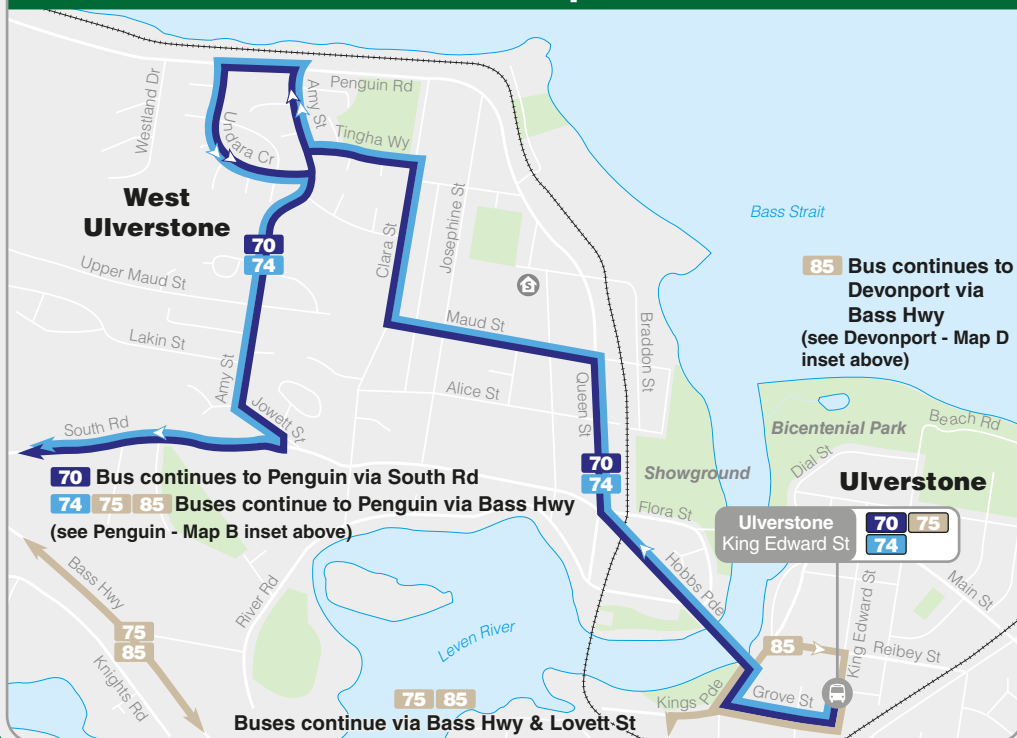 Penguin Rd
Westland Dr
Amy St
Undara Cr
Tingha Wy
West
Ulverstone
70
74
Clara St
Josephine St
Bass Strait
Upper Maud St
S
85 Bus continues to
Devonport via
Bass Hwy
(see Devonport - Map D
inset above)
Maud St
Braddon St
Lakin St
Amy St
Alice St
Queen St
Jowett St
South Rd
Bicentenial Park
Beach Rd
Dial St
70
74
Showground
Ulverstone
70 Bus continues to Penguin via South Rd
74 75 85 Buses continue to Penguin via Bass Hwy
(see Penguin - Map B inset above)
Flora St
Ulverstone
King Edward St
70 75
74
Hobbs Pde
Bass Hwy
River Rd
King Edward St
Main St
Leven River
75
85
85
Reibey St
Knights Rd
Kings Pde
Grove St
75 85
Buses continue via Bass Hwy & Lovett St